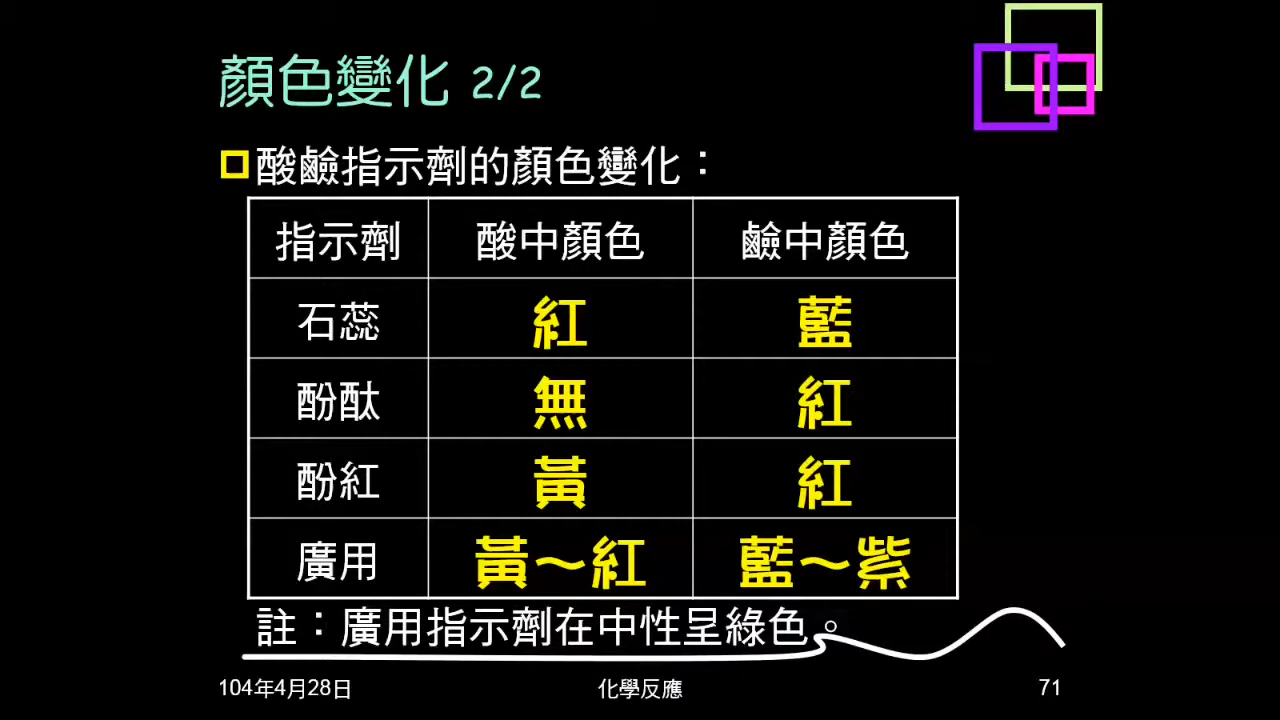 顏色變化 2/2
酸鹼指示劑的顏色變化：
指示劑 酸中顏色 鹼中顏色
石蕊 紅 藍
酚酞 無 紅
酚紅 黃 紅
廣用 黃～紅 藍～紫
註：廣用指示劑在中性呈綠色。
104年4月28日 化學反應 71